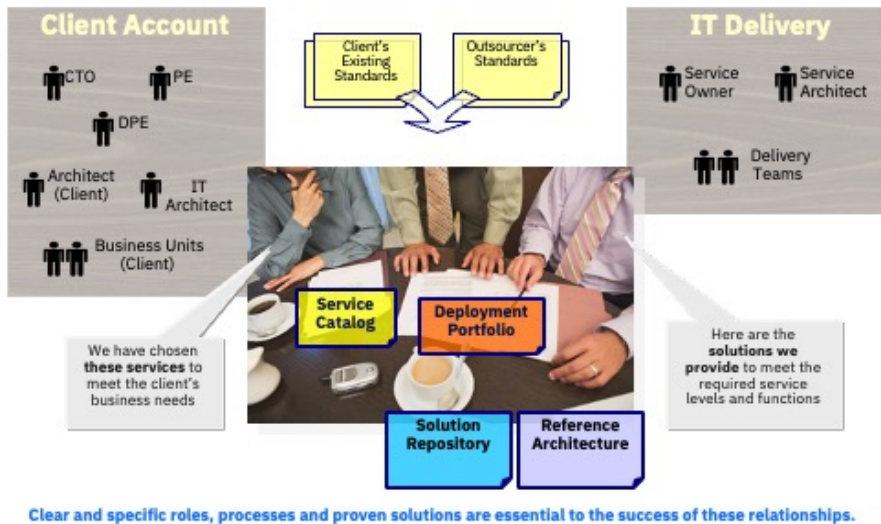 Client Account
CTO
PE
DPE
Architect
(Client)
IT
Architect
Business Units
(Client)
Client's
Existing
Standards
Outsourcer's
Standards
IT Delivery
Service
Owner
Service
Architect
Delivery
Teams
We have chosen
these services to
meet the client's
business needs
Service
Catalog
Deployment
Portfolio
Here are the
solutions we
provide to meet the
required service
levels and functions
Solution
Repository
Reference
Architecture
Clear and specific roles, processes and proven solutions are essential to the success of these relationships.